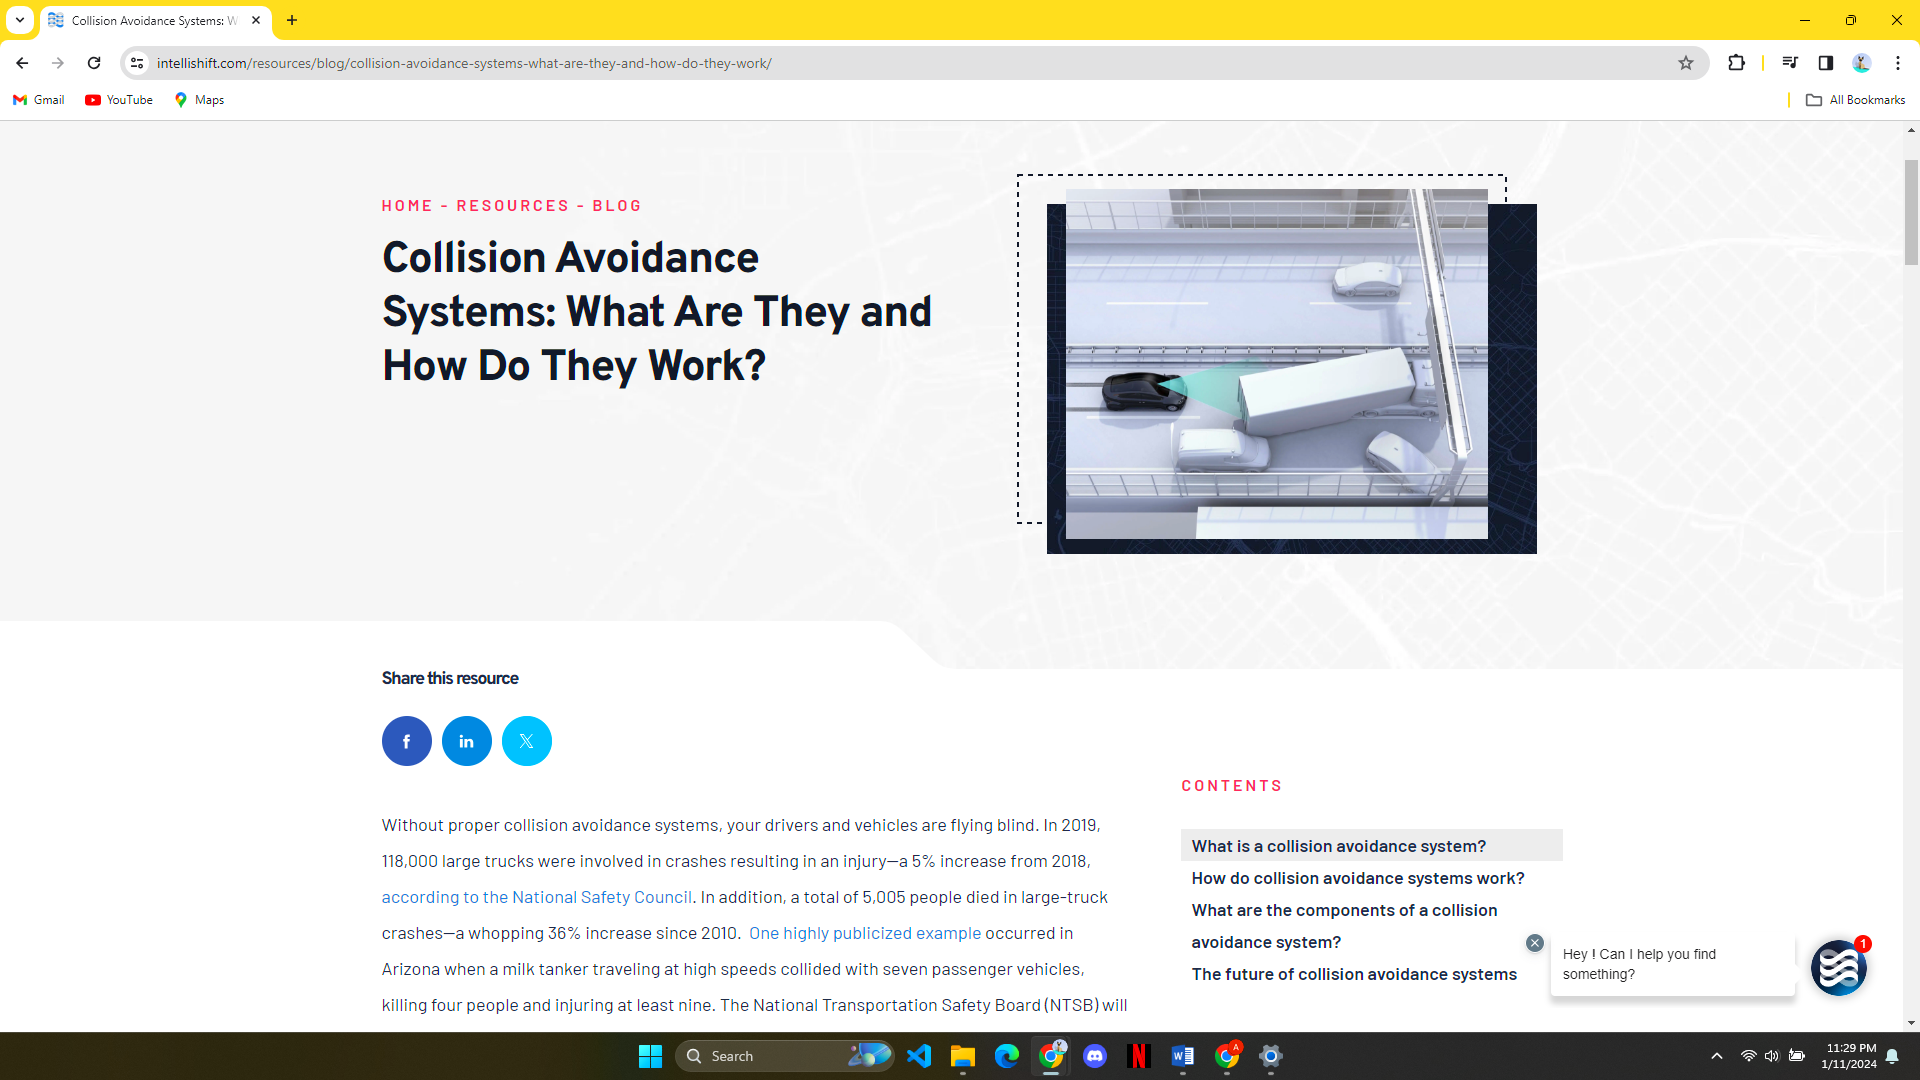 Collision Avoidance Systems: W
intellishift.com/resources/blog/collision-avoidance-systems-what-are-they-and-how-do-they-work/
Gmail
YouTube
Maps
All Bookmarks
HOME - RESOURCES - BLOG
Collision Avoidance
Systems: What Are They and
How Do They Work?
Share this resource
Without proper collision avoidance systems, your drivers and vehicles are flying blind. In 2019,
118,000 large trucks were involved in crashes resulting in an injury—a 5% increase from 2018,
according to the National Safety Council. In addition, a total of 5,005 people died in large-truck
crashes—a whopping 36% increase since 2010. One highly publicized example occurred in
Arizona when a milk tanker traveling at high speeds collided with seven passenger vehicles,
killing four people and injuring at least nine. The National Transportation Safety Board (NTSB) will
CONTENTS
What is a collision avoidance system?
How do collision avoidance systems work?
What are the components of a collision
avoidance system?
The future of collision avoidance systems
Hey ! Can I help you find
something?
1
Search
A
11:29 PM
1/11/2024